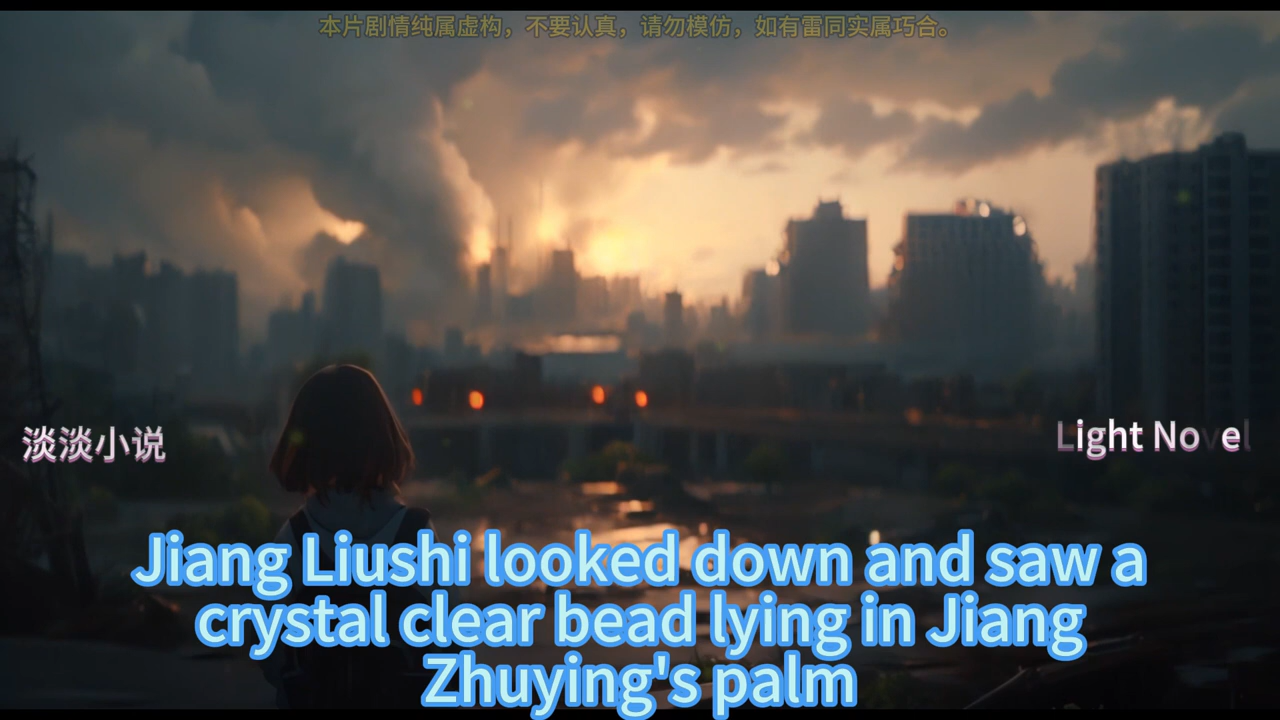 本片剧情纯属虚构，不要认真，请勿模仿，如有雷同实属巧合。
淡淡小说
Light Novel
Jiang Liushi looked down and saw a
crystal clear bead lying in Jiang
Zhuying's palm